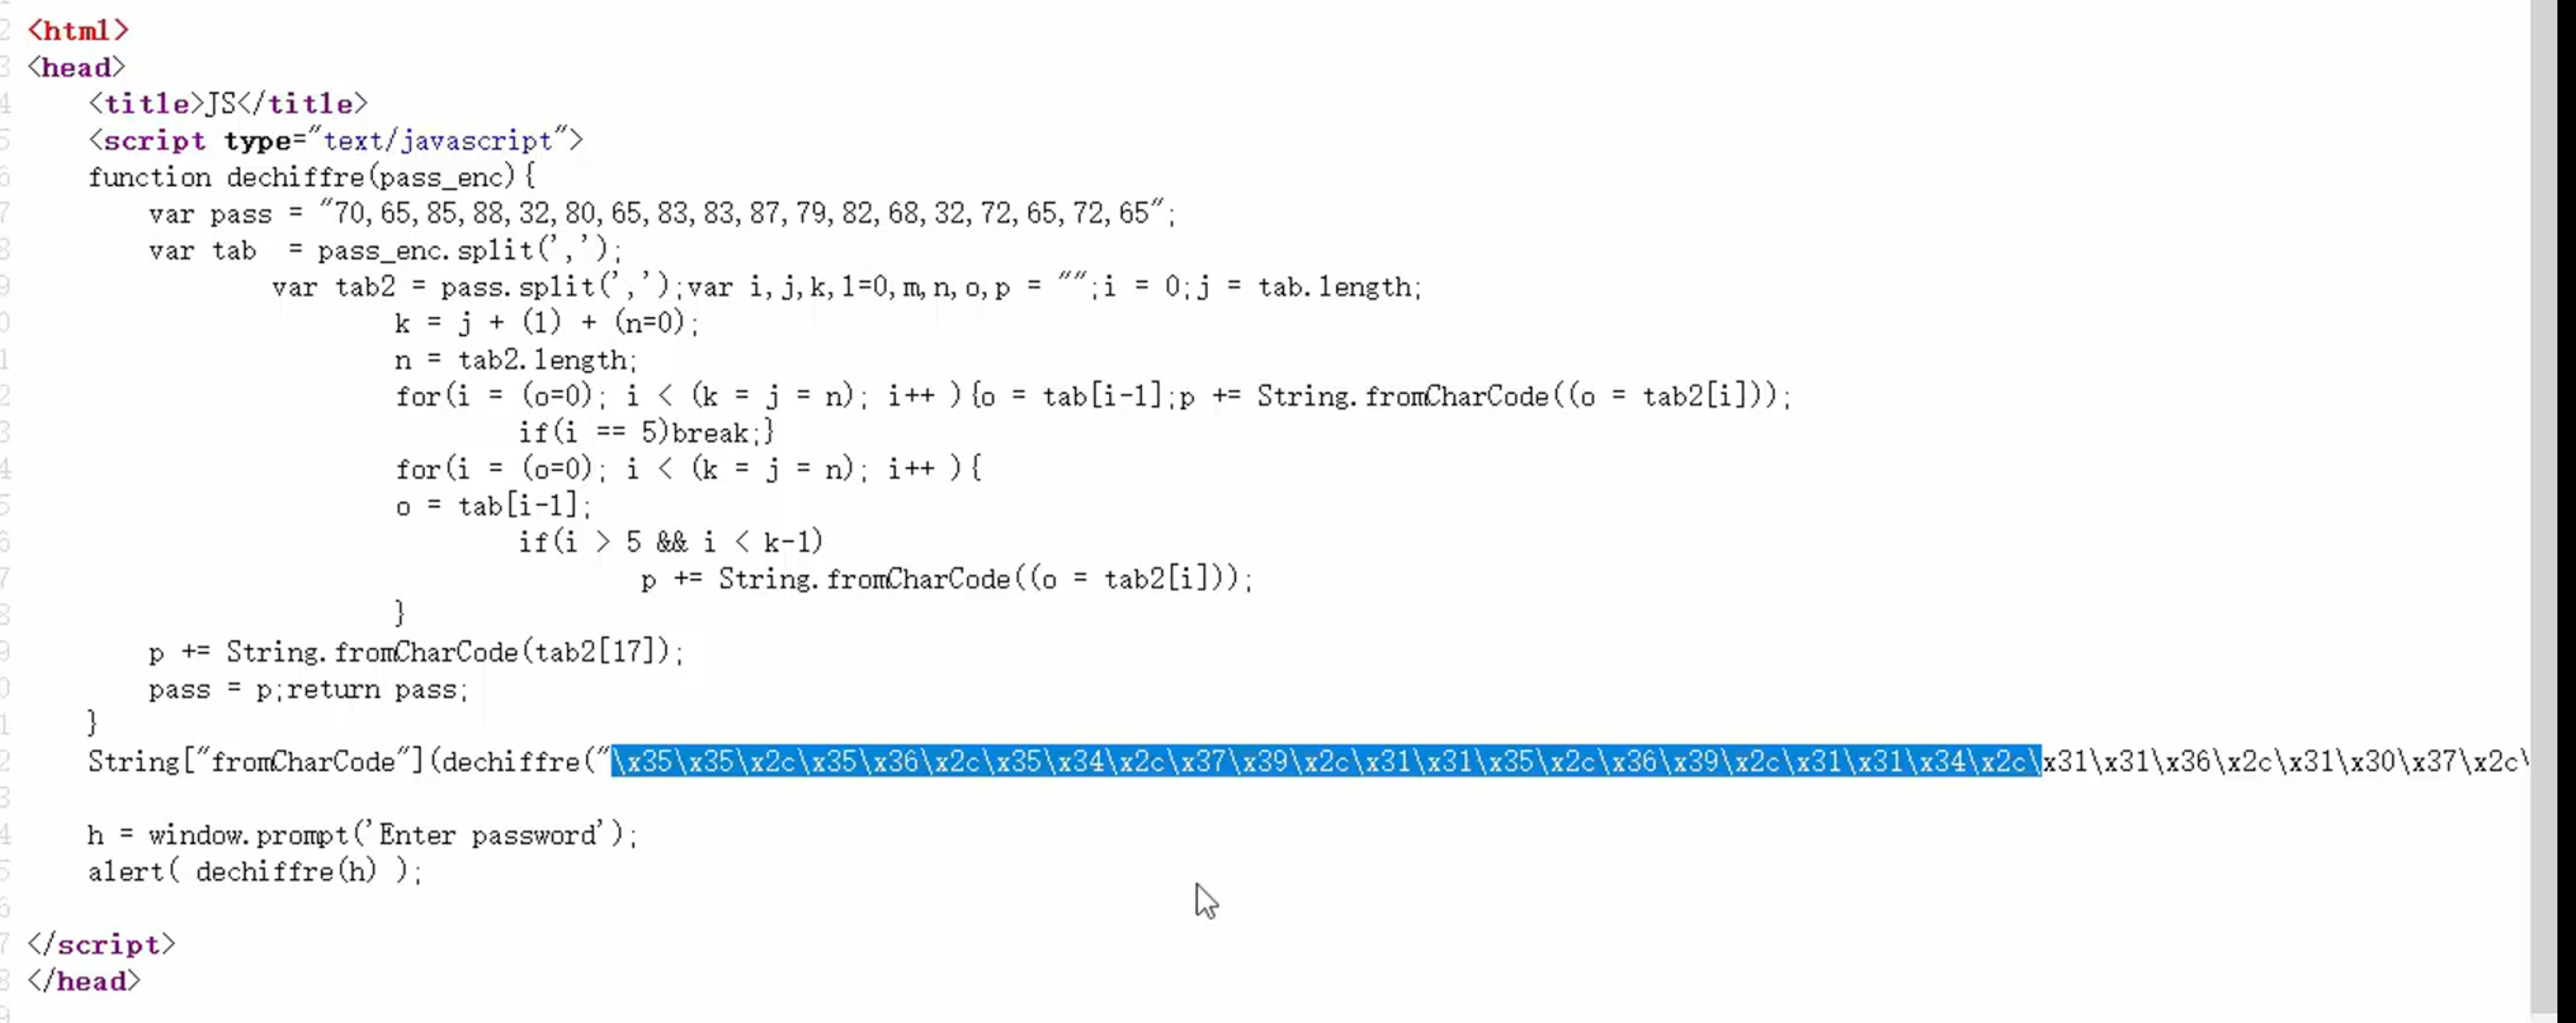 <html>
<head>
    <title>JS</title>
    <script type="text/javascript">
    function dechiffre(pass_enc){
        var pass = "70,65,85,88,32,80,65,83,83,87,79,82,68,32,72,65,72,65";
        var tab  = pass_enc.split(',');
                var tab2 = pass.split(',');var i,j,k,l=0,m,n,o,p = "";i = 0;j = tab.length;
                        k = j + (l) + (n=0);
                        n = tab2.length;
                        for(i = (o=0); i < (k = j = n); i++ ){o = tab[i-1];p += String.fromCharCode((o = tab2[i]));
                                if(i == 5)break;}
                        for(i = (o=0); i < (k = j = n); i++ ){
                        o = tab[i-1];
                                if(i > 5 && i < k-1)
                                        p += String.fromCharCode((o = tab2[i]));
                        }
        p += String.fromCharCode(tab2[17]);
        pass = p;return pass;
    }
    String["fromCharCode"](dechiffre("\x35\x35\x2c\x35\x36\x2c\x35\x34\x2c\x37\x39\x2c\x31\x31\x35\x2c\x36\x39\x2c\x31\x31\x34\x2c\x31\x31\x36\x2c\x31\x30\x37\x2c\
    h = window.prompt('Enter password');
    alert( dechiffre(h) );
</script>
</head>